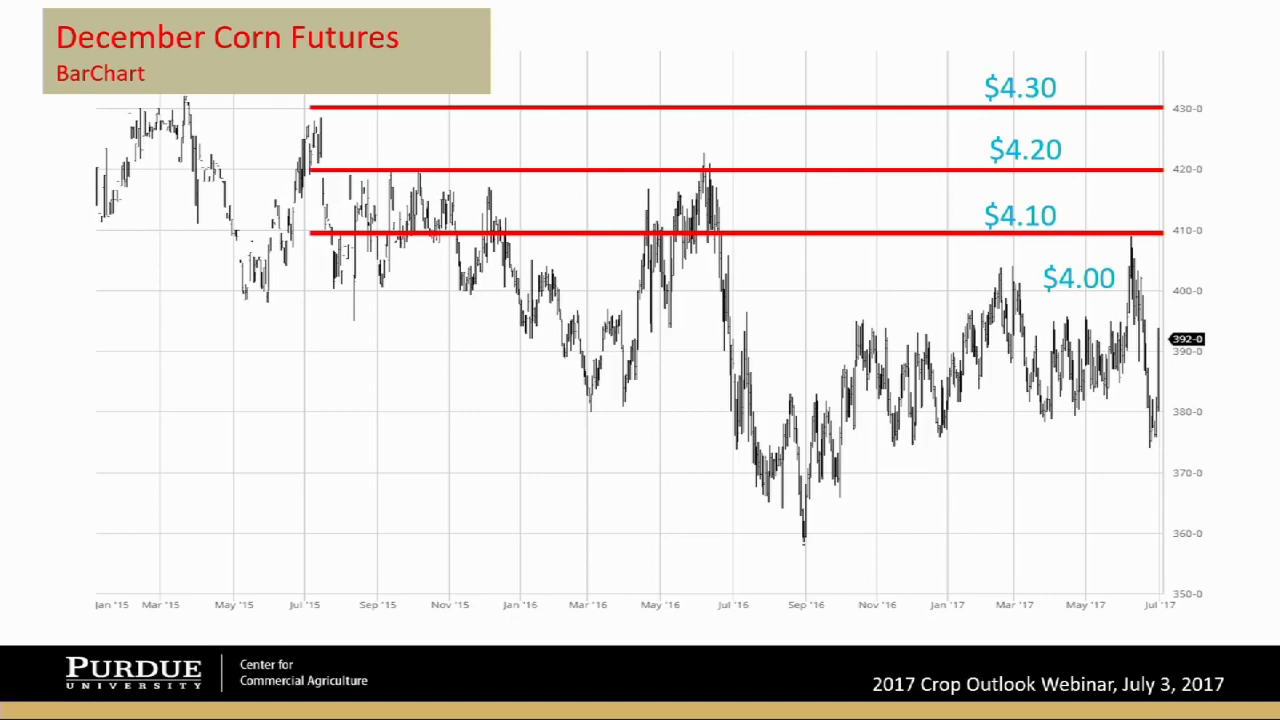 December Corn Futures
BarChart
$4.30
$4.20
$4.10
$4.00
430-0
420-0
410-0
400-0
392-0
390-0
380-0
370-0
360-0
350-0
Jan '15 Mar '15 May '15 Jul '15 Sep '15 Nov '15 Jan '16 Mar '16 May '16 Jul '16 Sep '16 Nov '16 Jan '17 Mar '17 May '17 Jul '17
PURDUE
UNIVERSITY
Center for
Commercial Agriculture
2017 Crop Outlook Webinar, July 3, 2017